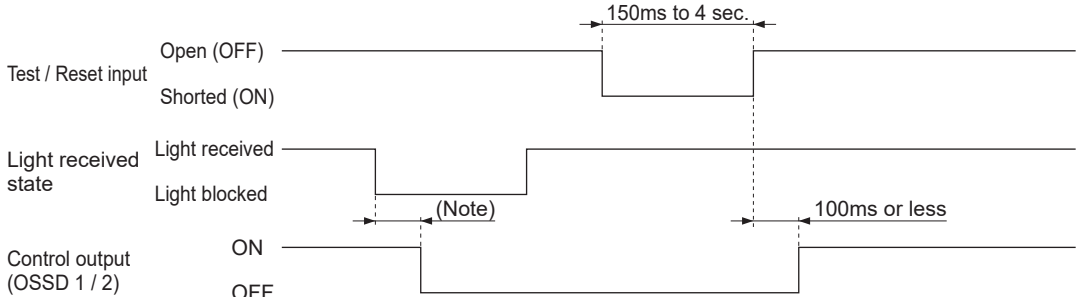 150ms to 4 sec.
Open (OFF)
Test / Reset input
Shorted (ON)
Light received
Light received
state
Light blocked
(Note)
100ms or less
ON
Control output
(OSSD 1 / 2)
OFF